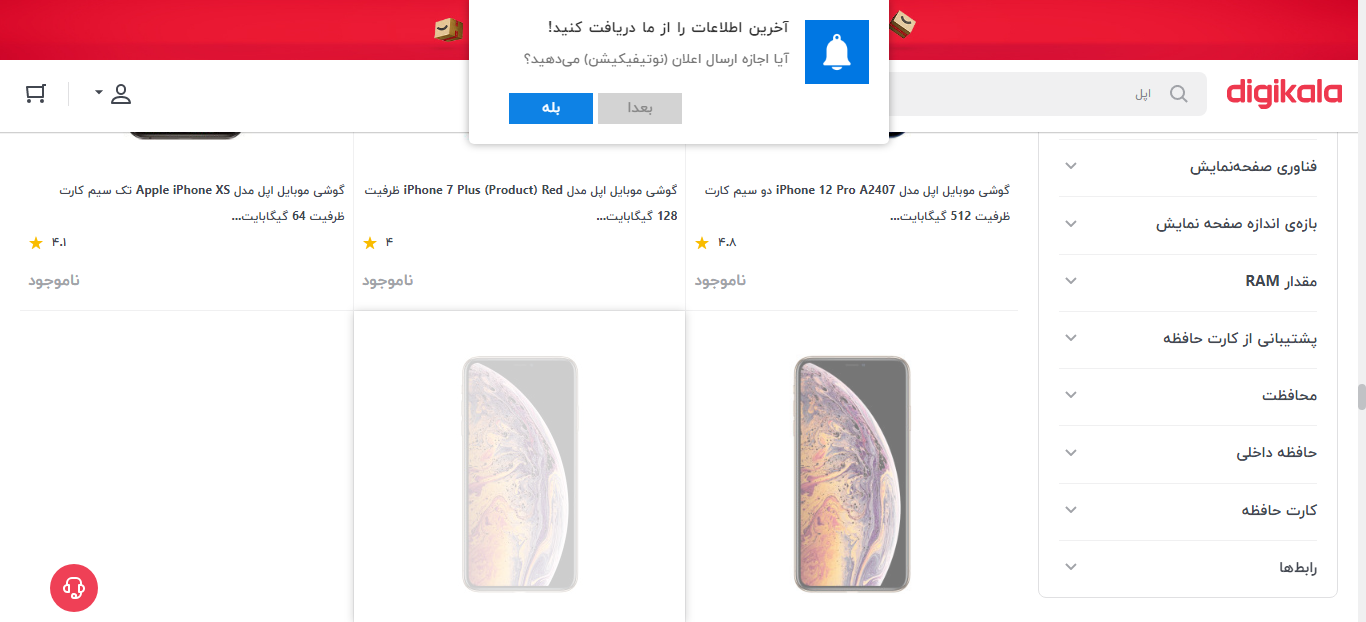 آخرین اطلاعات را از ما دریافت کنید!
آیا اجازه ارسال اعلان (نوتیفیکیشن) می‌دهید؟
بعدا
بله
digikala
اپل
فناوری صفحه‌نمایش
بازه‌ی اندازه صفحه نمایش
مقدار RAM
پشتیبانی از کارت حافظه
محافظت
حافظه داخلی
کارت حافظه
رابط‌ها
گوشی موبایل اپل مدل iPhone 12 Pro A2407 دو سیم کارت
ظرفیت 512 گیگابایت...
۴.۸
ناموجود
گوشی موبایل اپل مدل iPhone 7 Plus (Product) Red ظرفیت
128 گیگابایت...
۴
ناموجود
گوشی موبایل اپل مدل Apple iPhone XS تک سیم کارت
ظرفیت 64 گیگابایت...
۴.۱
ناموجود